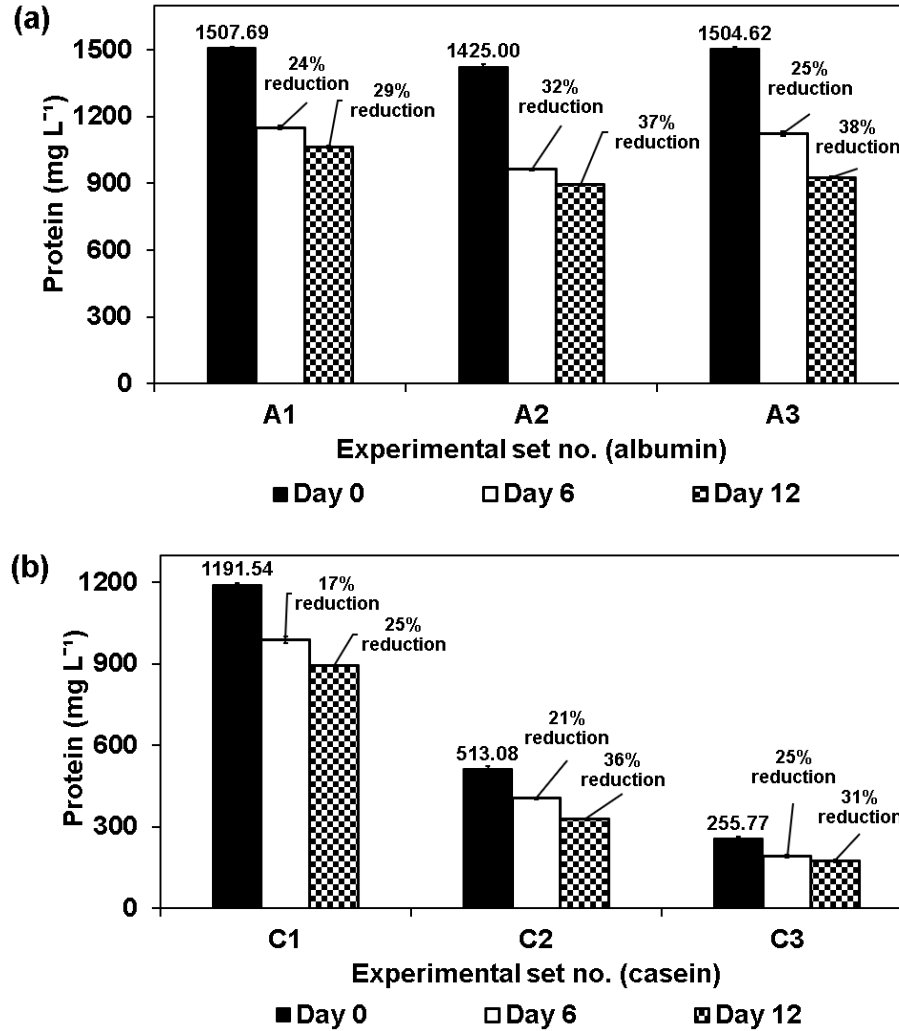 (a)
Protein (mg L⁻¹)
1500
1200
900
600
300
0
1507.69
24%
reduction
29%
reduction
1425.00
32%
reduction
37%
reduction
1504.62
25%
reduction
38%
reduction
A1 A2 A3
Experimental set no. (albumin)
Day 0 Day 6 Day 12
(b)
Protein (mg L⁻¹)
1200
900
600
300
0
1191.54
17%
reduction
25%
reduction
513.08
21%
reduction
36%
reduction
255.77
25%
reduction
31%
reduction
C1 C2 C3
Experimental set no. (casein)
Day 0 Day 6 Day 12